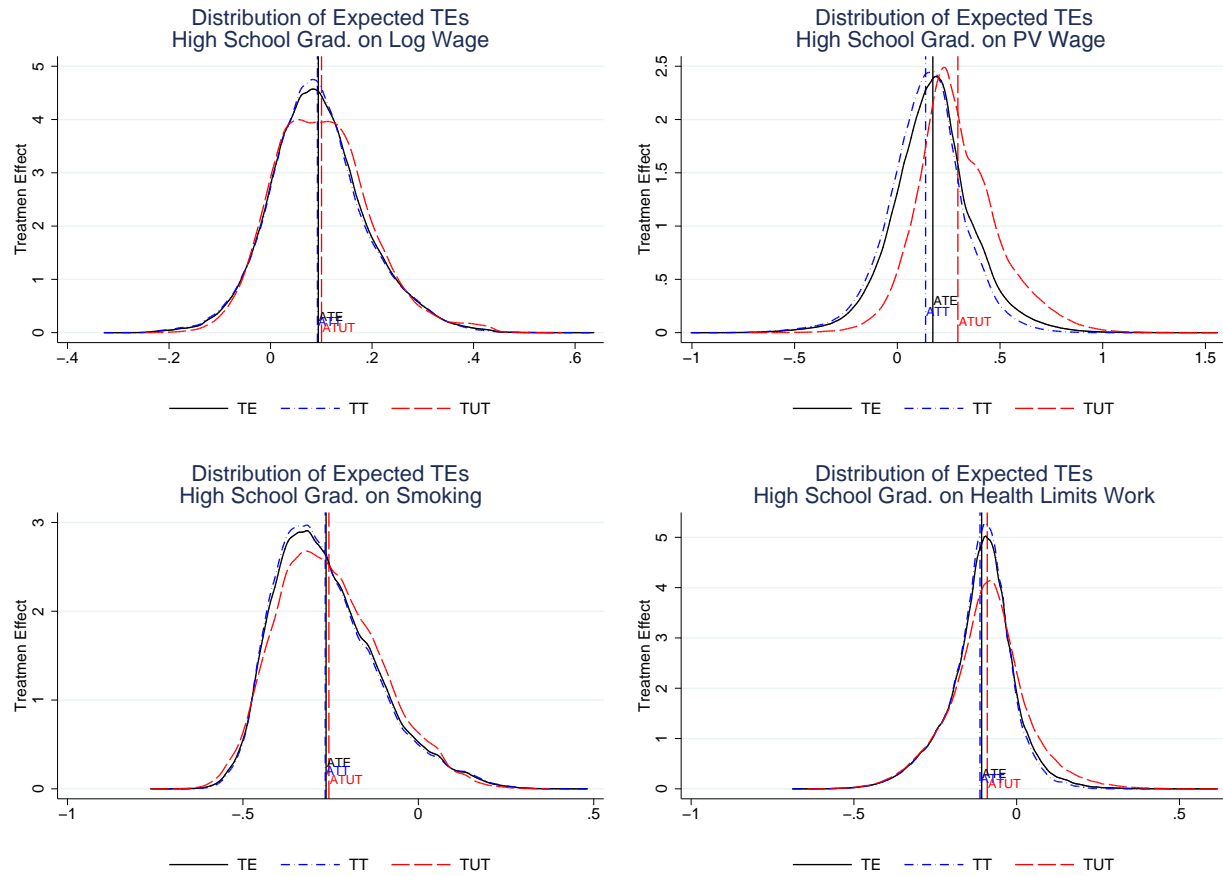 Distribution of Expected TEs
High School Grad. on Log Wage
Treatmen Effect
5
4
3
2
1
0
ATE
ATT
ATUT
-.4 -.2 0 .2 .4 .6
TE TT TUT
Distribution of Expected TEs
High School Grad. on PV Wage
Treatmen Effect
2.5
2
1.5
1
.5
0
ATE
ATT
ATUT
-1 -.5 0 .5 1 1.5
TE TT TUT
Distribution of Expected TEs
High School Grad. on Smoking
Treatmen Effect
3
2
1
0
ATE
ATT
ATUT
-1 -.5 0 .5
TE TT TUT
Distribution of Expected TEs
High School Grad. on Health Limits Work
Treatmen Effect
5
4
3
2
1
0
ATE
ATUT
-1 -.5 0 .5
TE TT TUT